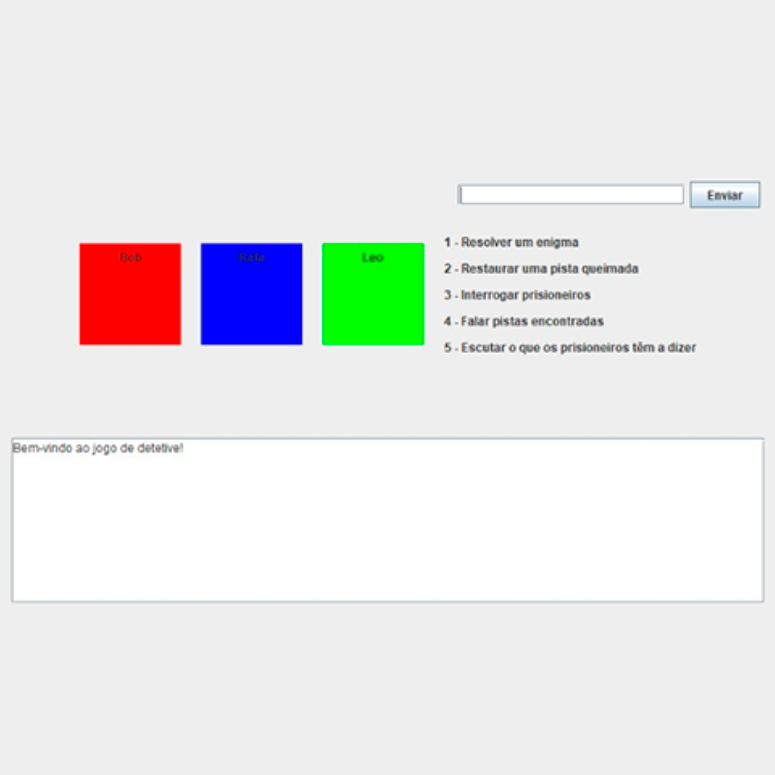 Enviar
Bob
Rafa
Leo
1 - Resolver um enigma
2 - Restaurar uma pista queimada
3 - Interrogar prisioneiros
4 - Falar pistas encontradas
5 - Escutar o que os prisioneiros têm a dizer
Bem-vindo ao jogo de detetive!